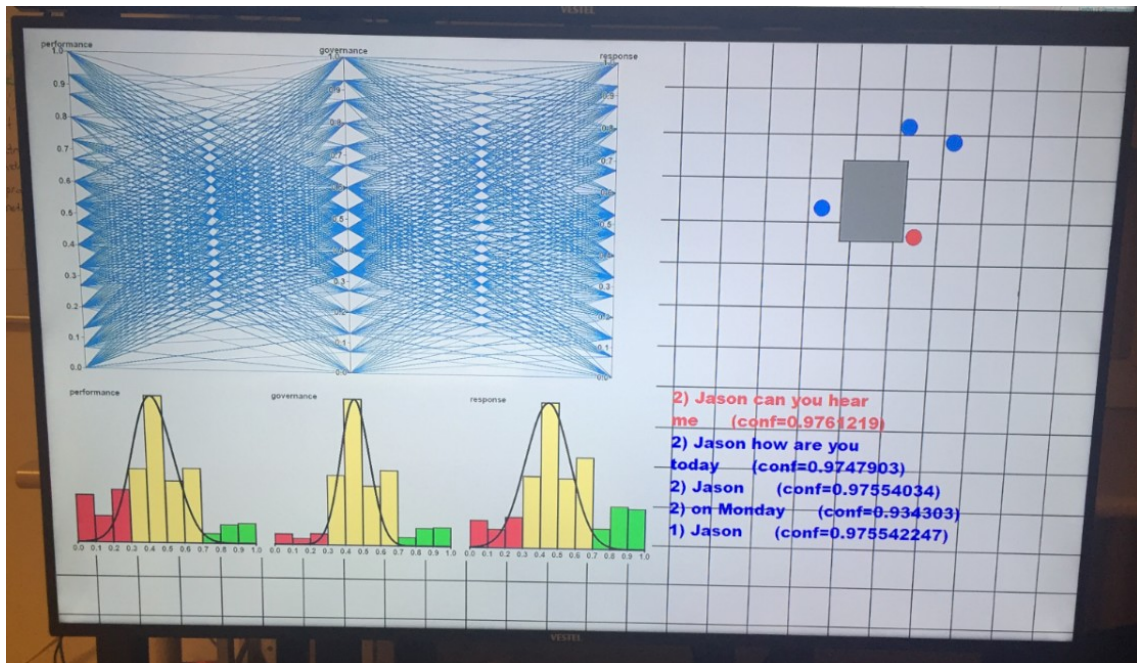 VESTEL
performance
governance
response
1.0
0.8
0.7
0.6
0.5
0.4
0.3
0.2
0.1
0.0
performance
governance
response
0.0 0.1 0.2 0.3 0.4 0.5 0.6 0.7 0.8 0.9 1.0
0.0 0.1 0.2 0.3 0.4 0.5 0.6 0.7 0.8 0.9 1.0
0.0 0.1 0.2 0.3 0.4 0.5 0.6 0.7 0.8 0.9 1.0
2) Jason can you hear
me (conf=0.9761219)
2) Jason how are you
today (conf=0.9747903)
2) Jason (conf=0.97554034)
2) on Monday (conf=0.934303)
1) Jason (conf=0.975542247)
VESTEL